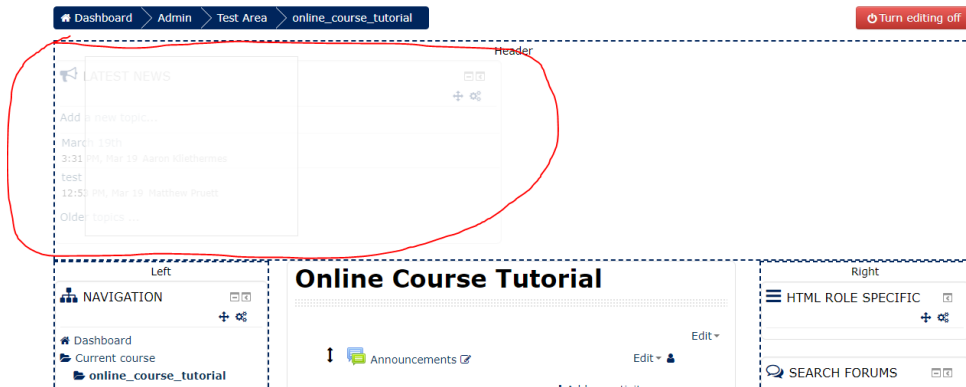 Dashboard Admin Test Area online_course_tutorial Turn editing off
Header
LATEST NEWS
Add a new topic...
March 19th
3:31 PM, Mar 19
test
12:53 PM, Mar 19 Matthew Pruett
Older topics ...
Left
NAVIGATION
Dashboard
Current course
online_course_tutorial
Online Course Tutorial
Edit
Announcements Edit
Right
HTML ROLE SPECIFIC
SEARCH FORUMS